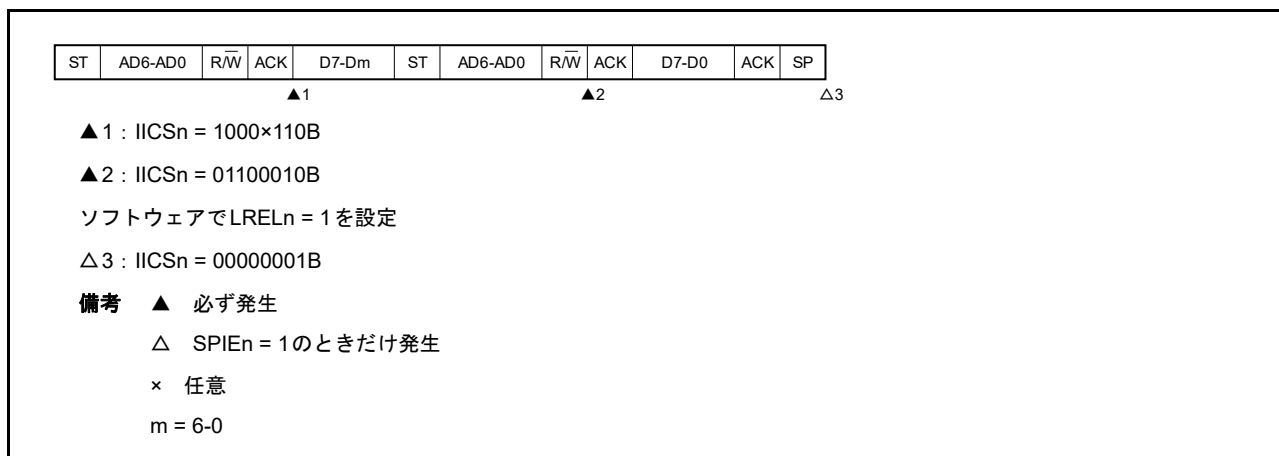 ST AD6-AD0 R/W̅ ACK D7-Dm ST AD6-AD0 R/W̅ ACK D7-D0 ACK SP
▲1 ▲2 △3
▲1：IICSn = 1000×110B
▲2：IICSn = 01100010B
ソフトウェアでLRELn = 1を設定
△3：IICSn = 00000001B
備考 ▲ 必ず発生
△ SPIEn = 1のときだけ発生
× 任意
m = 6-0